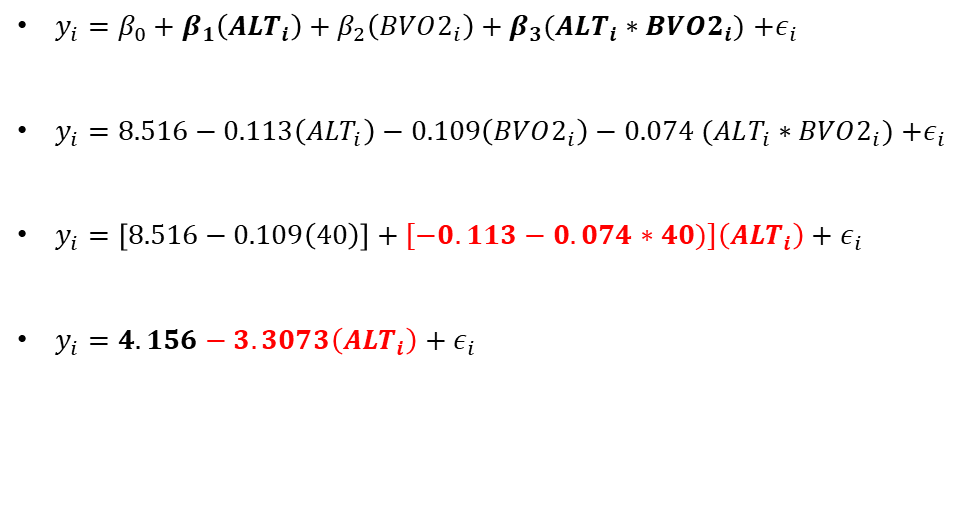 • yᵢ = β₀ + β₁(ALTᵢ) + β₂(BVO2ᵢ) + β₃(ALTᵢ * BVO2ᵢ) +ϵᵢ
• yᵢ = 8.516 − 0.113(ALTᵢ) − 0.109(BVO2ᵢ) − 0.074 (ALTᵢ * BVO2ᵢ) +ϵᵢ
• yᵢ = [8.516 − 0.109(40)] + [−0.113 − 0.074 * 40)](ALTᵢ) + ϵᵢ
• yᵢ = 4.156 − 3.3073(ALTᵢ) + ϵᵢ